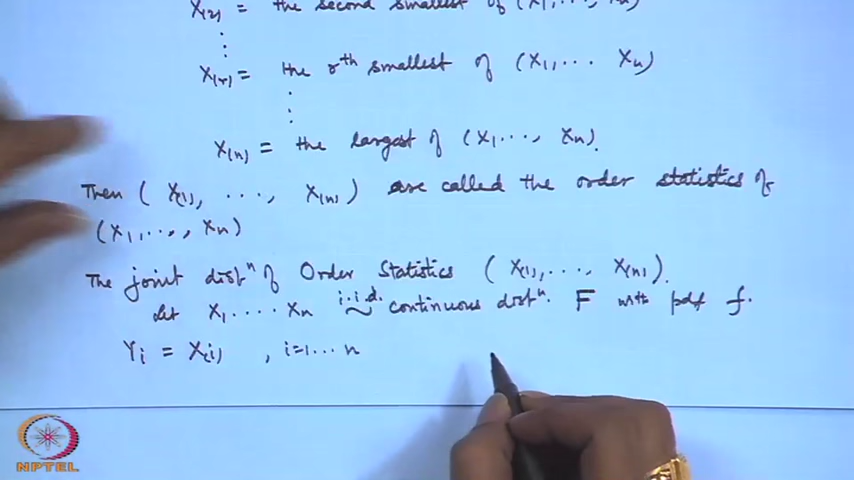 X(2) = the second smallest of (X1, ..., Xn)
:
X(r) = the rth smallest of (X1, ... Xn)
:
X(n) = the largest of (X1 ..., Xn).
Then ( X(1), ..., X(n) ) are called the order statistics of
(X1, ..., Xn)
The joint distn of Order Statistics ( X(1), ..., X(n) ).
Let X1 .... Xn i.i.d. ~ continuous distn. F with pdf f.
Yi = X(i) , i=1... n
NPTEL